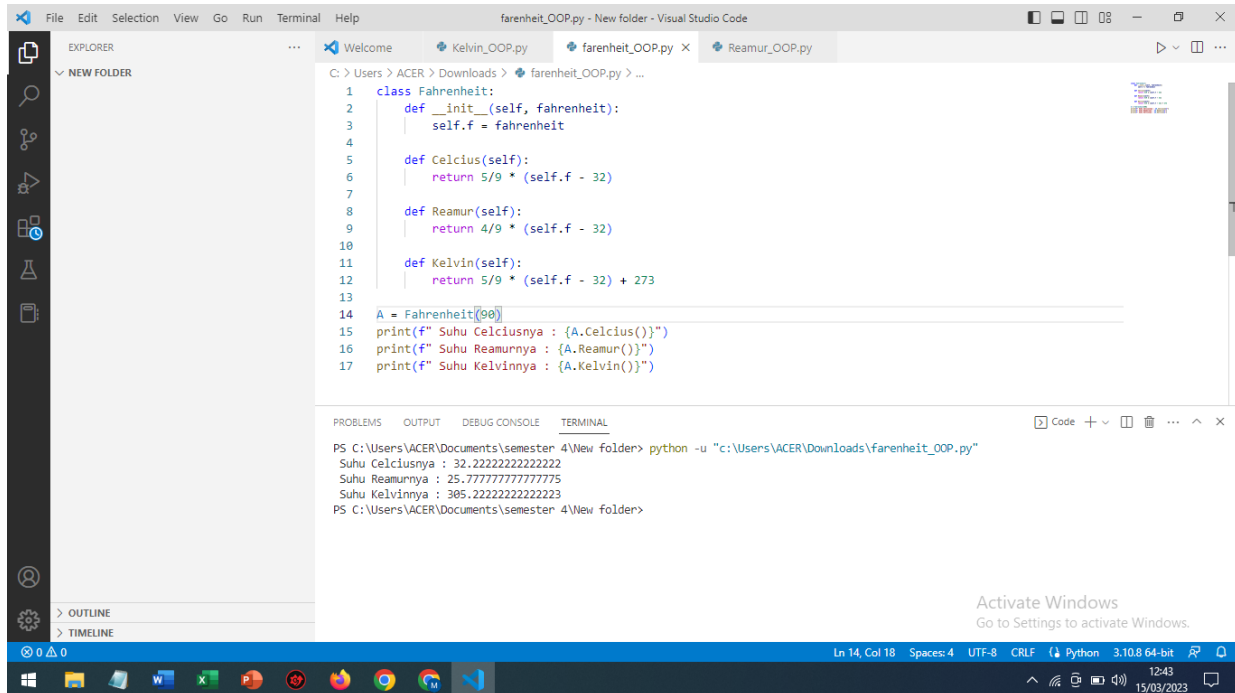 File Edit Selection View Go Run Terminal Help farenheit_OOP.py - New folder - Visual Studio Code
EXPLORER ···
NEW FOLDER
OUTLINE
TIMELINE
Welcome Kelvin_OOP.py farenheit_OOP.py Reamur_OOP.py
C: > Users > ACER > Downloads > farenheit_OOP.py > ...
1 class Fahrenheit:
2     def __init__(self, fahrenheit):
3         self.f = fahrenheit
4
5     def Celcius(self):
6         return 5/9 * (self.f - 32)
7
8     def Reamur(self):
9         return 4/9 * (self.f - 32)
10
11     def Kelvin(self):
12         return 5/9 * (self.f - 32) + 273
13
14 A = Fahrenheit(90)
15 print(f" Suhu Celciusnya : {A.Celcius()}")
16 print(f" Suhu Reamurnya : {A.Reamur()}")
17 print(f" Suhu Kelvinnya : {A.Kelvin()}")
PROBLEMS OUTPUT DEBUG CONSOLE TERMINAL Code
PS C:\Users\ACER\Documents\semester 4\New folder> python -u "c:\Users\ACER\Downloads\farenheit_OOP.py"
 Suhu Celciusnya : 32.22222222222222
 Suhu Reamurnya : 25.777777777777775
 Suhu Kelvinnya : 305.22222222222223
PS C:\Users\ACER\Documents\semester 4\New folder>
Activate Windows
Go to Settings to activate Windows.
0 0 Ln 14, Col 18 Spaces: 4 UTF-8 CRLF Python 3.10.8 64-bit
12:43
15/03/2023